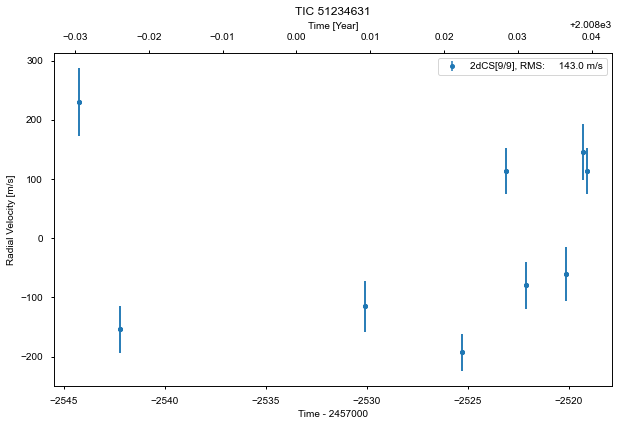 TIC 51234631
Time [Year]
+2.008e3
−0.03 −0.02 −0.01 0.00 0.01 0.02 0.03 0.04
2dCS[9/9], RMS: 143.0 m/s
300
200
100
0
−100
−200
Radial Velocity [m/s]
−2545 −2540 −2535 −2530 −2525 −2520
Time - 2457000